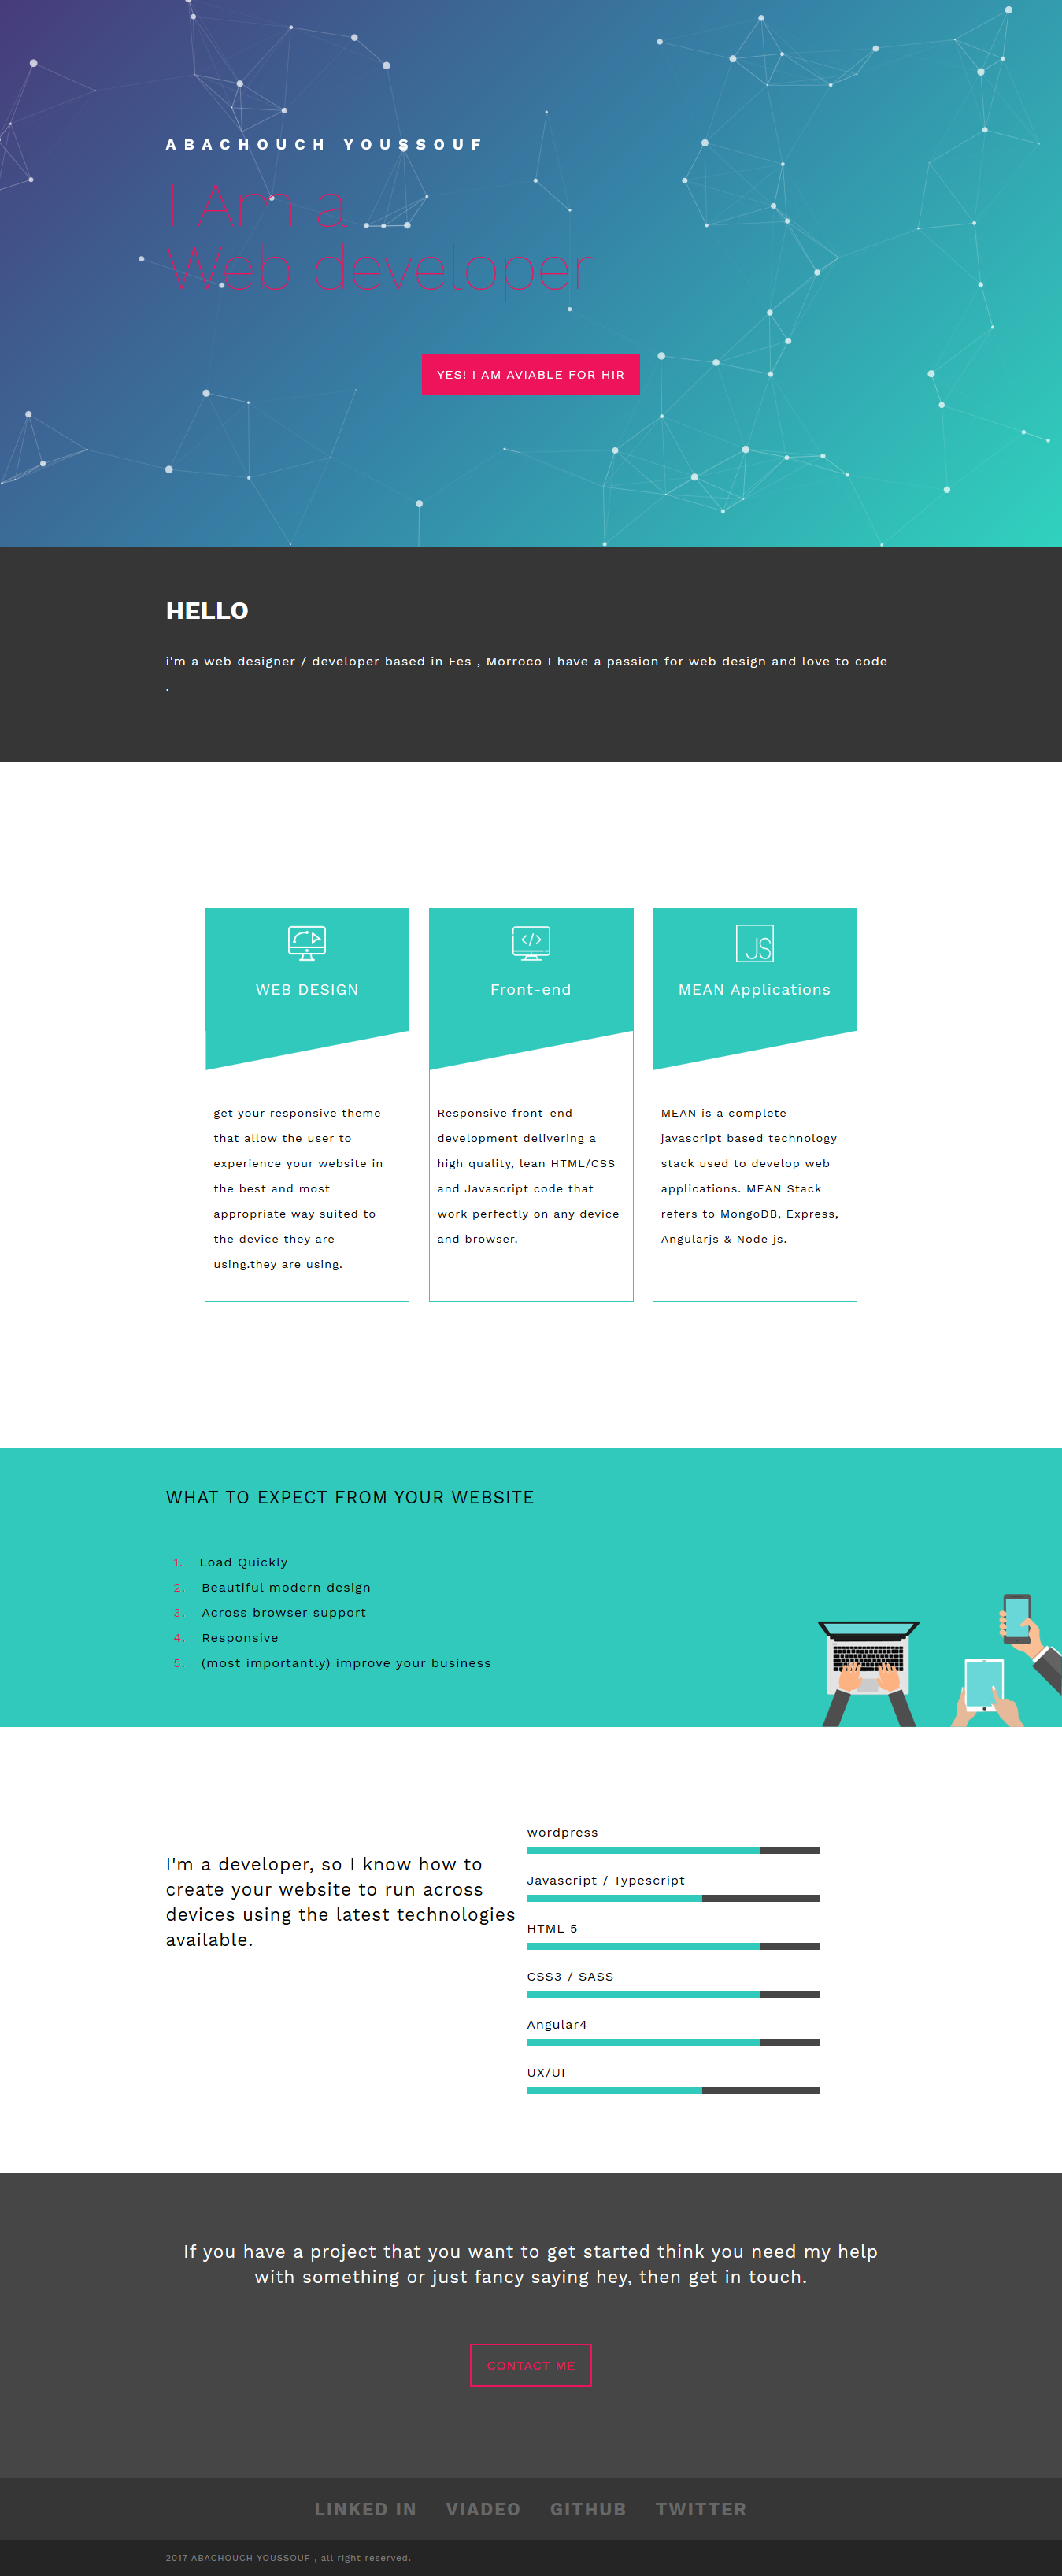 ABACHOUCH YOUSSOUF
I Am a
Web developer
YES! I AM AVIABLE FOR HIR
HELLO
i'm a web designer / developer based in Fes , Morroco I have a passion for web design and love to code
.
WEB DESIGN
get your responsive theme
that allow the user to
experience your website in
the best and most
appropriate way suited to
the device they are
using.they are using.
Front-end
Responsive front-end
development delivering a
high quality, lean HTML/CSS
and Javascript code that
work perfectly on any device
and browser.
JS
MEAN Applications
MEAN is a complete
javascript based technology
stack used to develop web
applications. MEAN Stack
refers to MongoDB, Express,
Angularjs & Node js.
WHAT TO EXPECT FROM YOUR WEBSITE
1. Load Quickly
2. Beautiful modern design
3. Across browser support
4. Responsive
5. (most importantly) improve your business
I'm a developer, so I know how to
create your website to run across
devices using the latest technologies
available.
wordpress
Javascript / Typescript
HTML 5
CSS3 / SASS
Angular4
UX/UI
If you have a project that you want to get started think you need my help
with something or just fancy saying hey, then get in touch.
CONTACT ME
LINKED IN VIADEO GITHUB TWITTER
2017 ABACHOUCH YOUSSOUF , all right reserved.